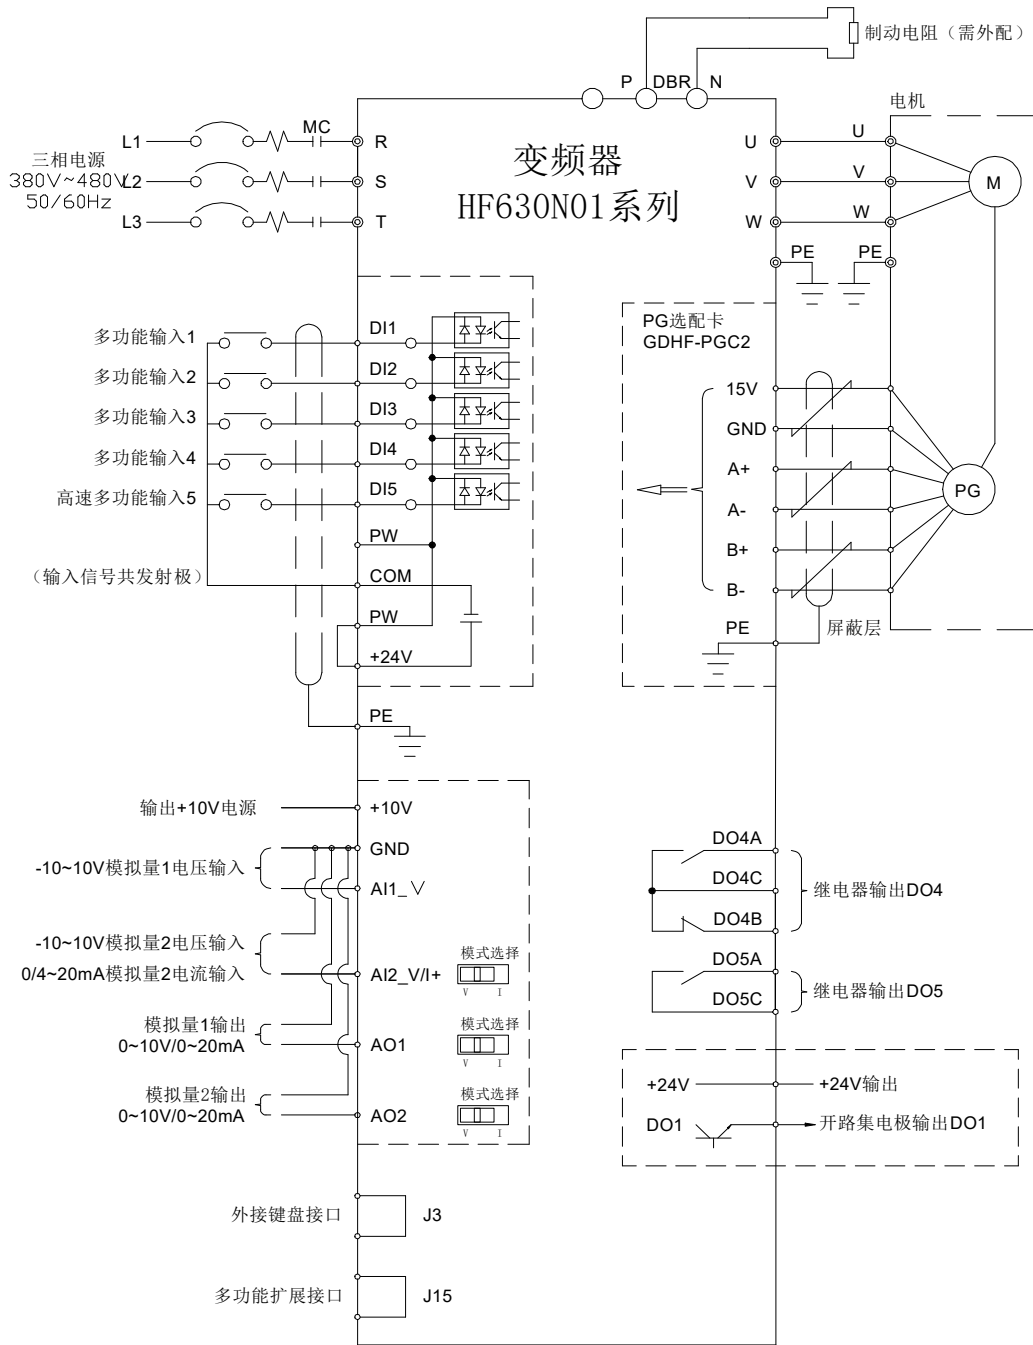 制动电阻（需外配）
P DBR N
电机
L1
MC
R
三相电源
380V~480V
50/60Hz
L2
S
L3
T
变频器
HF630N01系列
U
U
V
V
W
W
M
PE
PE
多功能输入1
DI1
多功能输入2
DI2
多功能输入3
DI3
多功能输入4
DI4
高速多功能输入5
DI5
PW
（输入信号共发射极）
COM
PW
+24V
PE
PG选配卡
GDHF-PGC2
15V
GND
A+
A-
B+
B-
PG
PE
屏蔽层
输出+10V电源
+10V
GND
-10~10V模拟量1电压输入
AI1_V
-10~10V模拟量2电压输入
0/4~20mA模拟量2电流输入
AI2_V/I+
模式选择
V I
模拟量1输出
0~10V/0~20mA
AO1
模式选择
V I
模拟量2输出
0~10V/0~20mA
AO2
模式选择
V I
DO4A
DO4C
DO4B
继电器输出DO4
DO5A
DO5C
继电器输出DO5
+24V
+24V输出
DO1
开路集电极输出DO1
外接键盘接口
J3
多功能扩展接口
J15